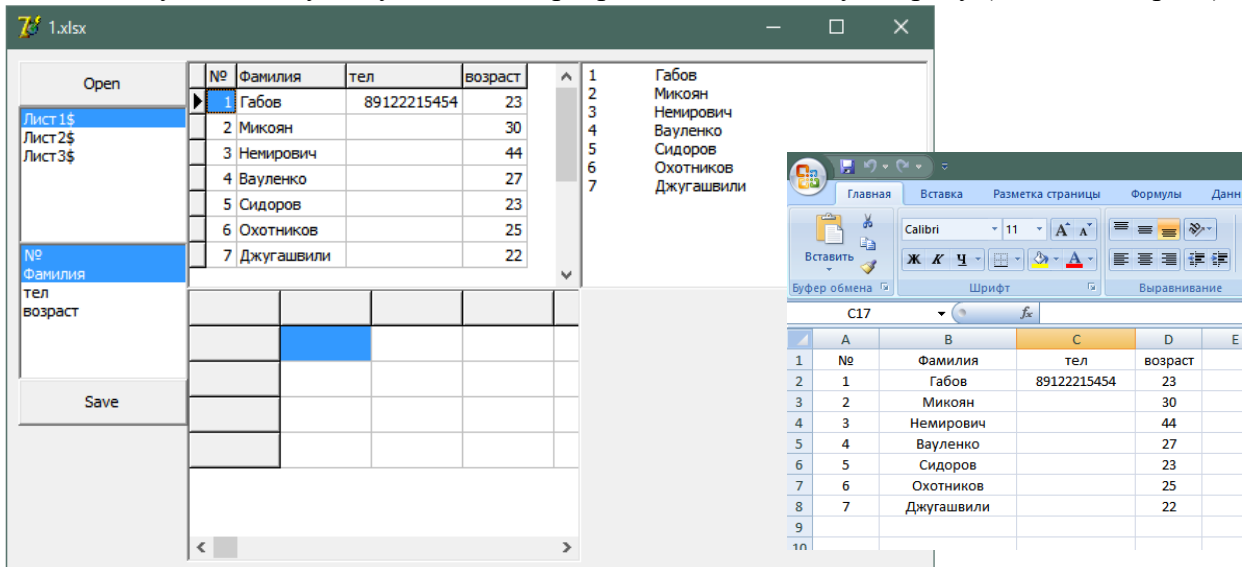 1.xlsx
Open
Лист1$
Лист2$
Лист3$
№
Фамилия
тел
возраст
Save
№ Фамилия тел возраст
1 Габов 89122215454 23
2 Микоян 30
3 Немирович 44
4 Вауленко 27
5 Сидоров 23
6 Охотников 25
7 Джугашвили 22
1 Габов
2 Микоян
3 Немирович
4 Вауленко
5 Сидоров
6 Охотников
7 Джугашвили
Главная Вставка Разметка страницы Формулы Данн
Calibri 11
Вставить
Ж К Ч
Буфер обмена Шрифт Выравнивание
C17 fx
A B C D E
1 № Фамилия тел возраст
2 1 Габов 89122215454 23
3 2 Микоян 30
4 3 Немирович 44
5 4 Вауленко 27
6 5 Сидоров 23
7 6 Охотников 25
8 7 Джугашвили 22
9
10